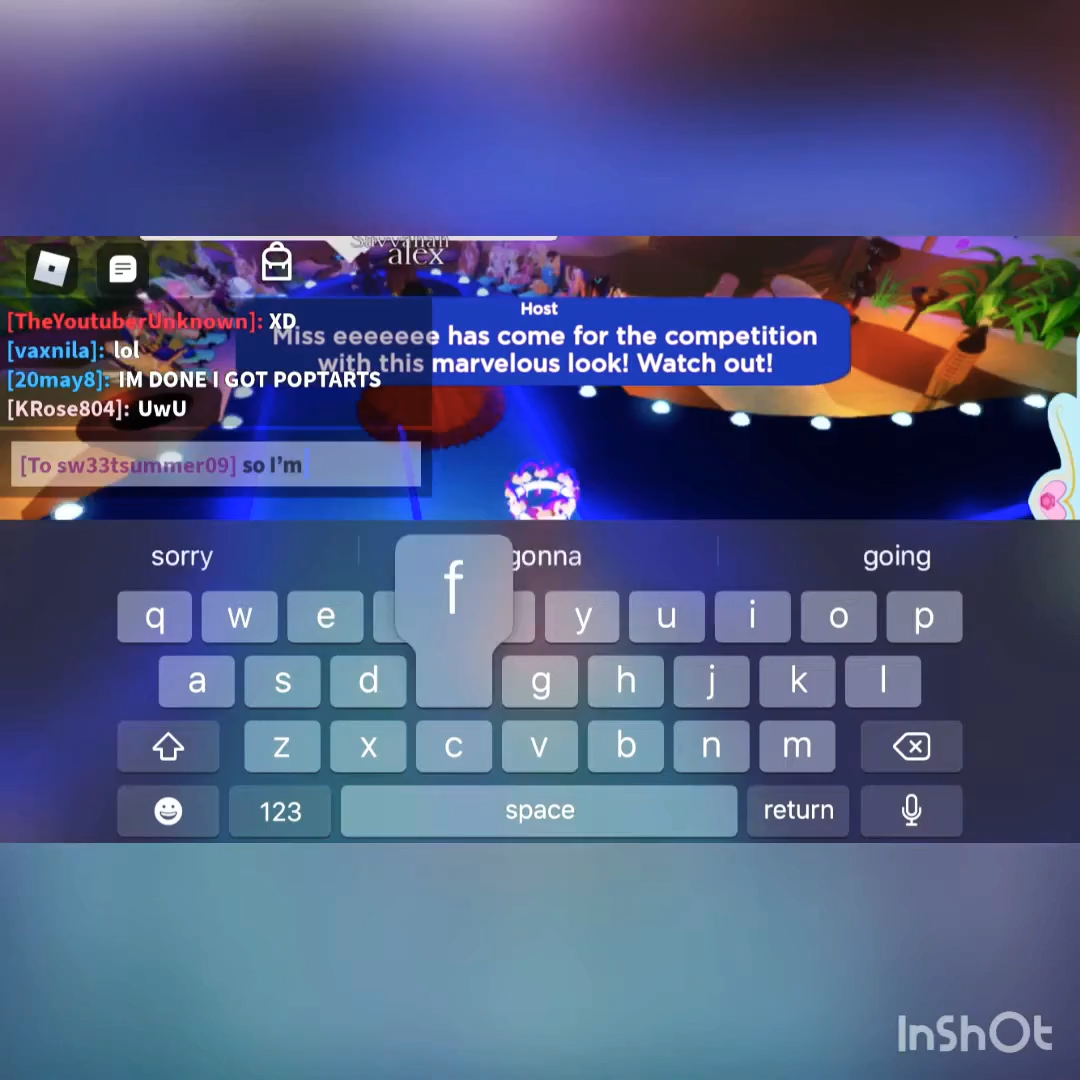 Savvanah
alex
Host
Miss eeeeeee has come for the competition
with this marvelous look! Watch out!
[TheYoutuberUnknown]: XD
[vaxnila]: lol
[20may8]: IM DONE I GOT POPTARTS
[KRose804]: UwU
[To sw33tsummer09] so I’m
sorry gonna going
f
q w e y u i o p
a s d g h j k l
z x c v b n m
123 space return
InShOt